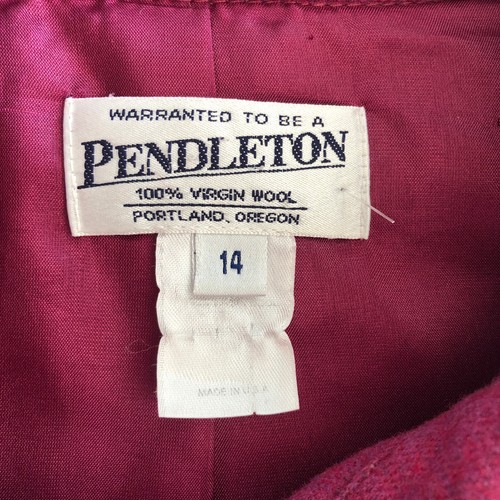 WARRANTED TO BE A
PENDLETON
100% VIRGIN WOOL
PORTLAND, OREGON
14
MADE IN U.S.A.